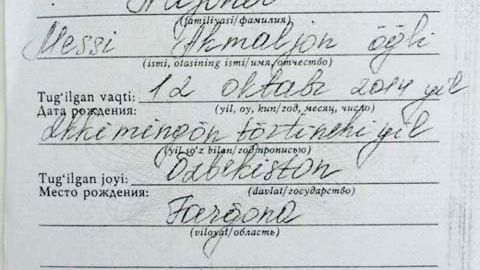 (familiyasi/фамилия)
Messi Akmaljon o̅g̅li
(ismi, otasining ismi/имя, отчество)
Tug'ilgan vaqti: 12 oktabr 2014 yil
Дата рождения: (yil, oy, kun/год, месяц, число)
Ikki ming o̅n to̅rtinchi yil
(yil so'z bilan/год прописью)
Tug'ilgan joyi: O̅zbekiston
Место рождения: (davlat/государство)
Farg̅ona
(viloyat/область)